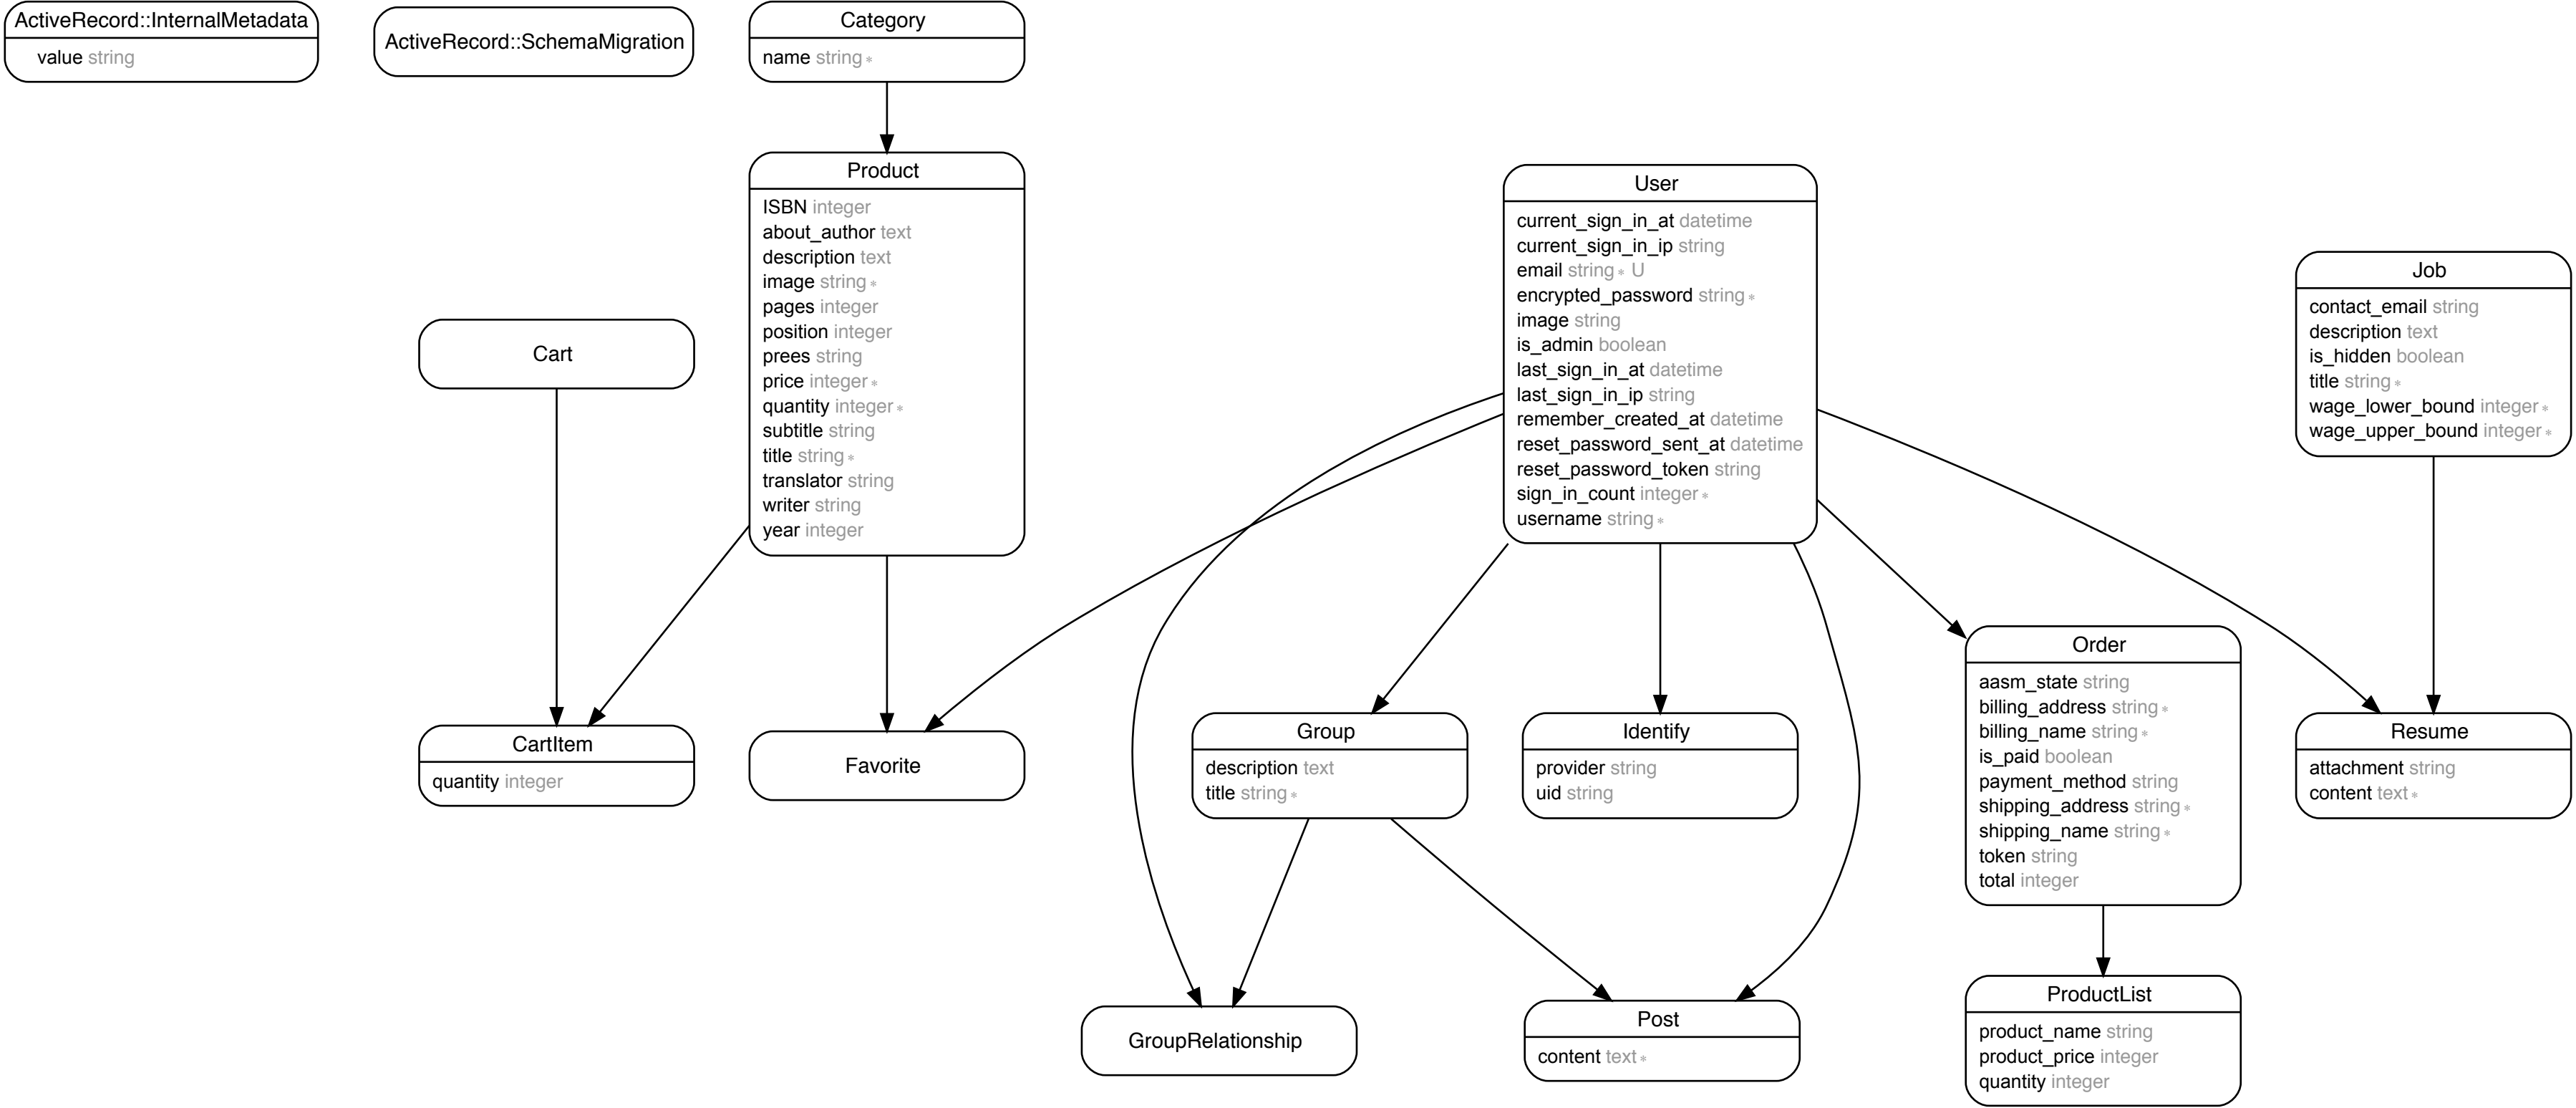 ActiveRecord::InternalMetadata
value string
ActiveRecord::SchemaMigration
Category
name string *
Product
ISBN integer
about_author text
description text
image string *
pages integer
position integer
prees string
price integer *
quantity integer *
subtitle string
title string *
translator string
writer string
year integer
User
current_sign_in_at datetime
current_sign_in_ip string
email string * U
encrypted_password string *
image string
is_admin boolean
last_sign_in_at datetime
last_sign_in_ip string
remember_created_at datetime
reset_password_sent_at datetime
reset_password_token string
sign_in_count integer *
username string *
Job
contact_email string
description text
is_hidden boolean
title string *
wage_lower_bound integer *
wage_upper_bound integer *
Cart
CartItem
quantity integer
Favorite
Group
description text
title string *
Identify
provider string
uid string
Order
aasm_state string
billing_address string *
billing_name string *
is_paid boolean
payment_method string
shipping_address string *
shipping_name string *
token string
total integer
Resume
attachment string
content text *
GroupRelationship
Post
content text *
ProductList
product_name string
product_price integer
quantity integer